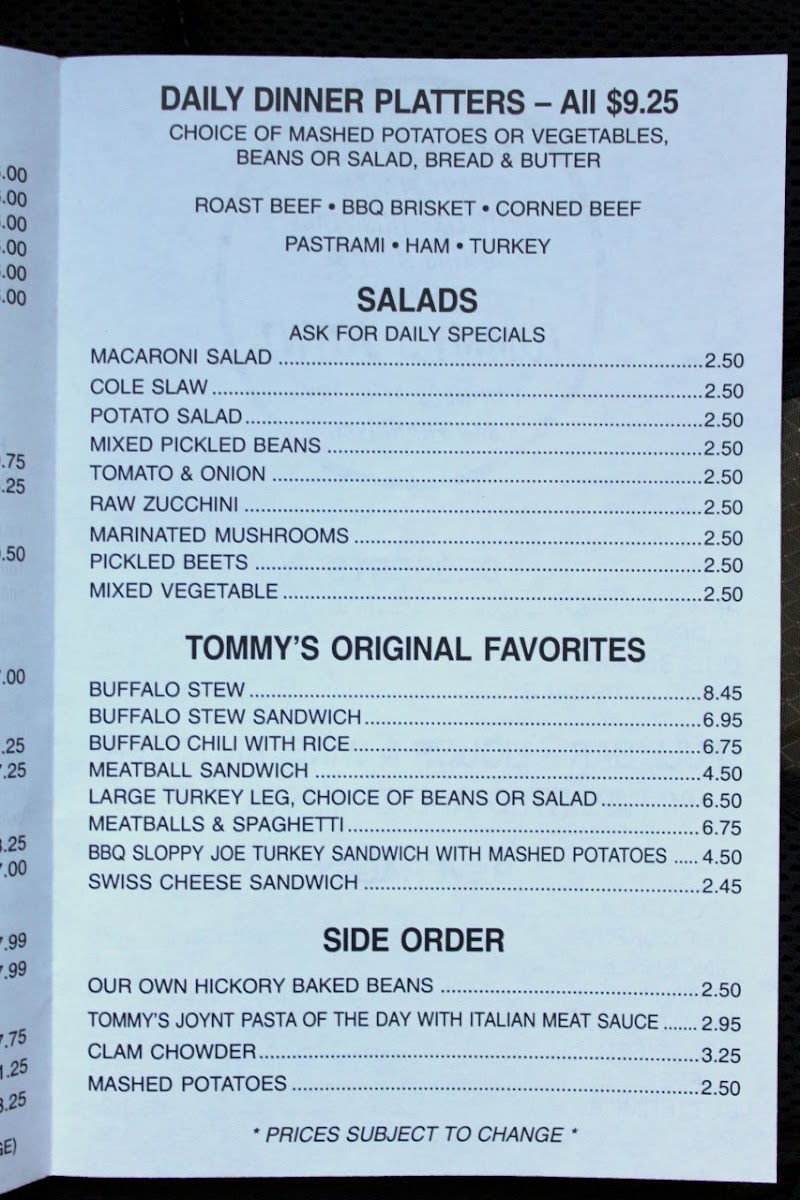 DAILY DINNER PLATTERS – All $9.25
CHOICE OF MASHED POTATOES OR VEGETABLES,
BEANS OR SALAD, BREAD & BUTTER
ROAST BEEF • BBQ BRISKET • CORNED BEEF
PASTRAMI • HAM • TURKEY
SALADS
ASK FOR DAILY SPECIALS
MACARONI SALAD ........ 2.50
COLE SLAW ........ 2.50
POTATO SALAD ........ 2.50
MIXED PICKLED BEANS ........ 2.50
TOMATO & ONION ........ 2.50
RAW ZUCCHINI ........ 2.50
MARINATED MUSHROOMS ........ 2.50
PICKLED BEETS ........ 2.50
MIXED VEGETABLE ........ 2.50
TOMMY'S ORIGINAL FAVORITES
BUFFALO STEW ........ 8.45
BUFFALO STEW SANDWICH ........ 6.95
BUFFALO CHILI WITH RICE ........ 6.75
MEATBALL SANDWICH ........ 4.50
LARGE TURKEY LEG, CHOICE OF BEANS OR SALAD ........ 6.50
MEATBALLS & SPAGHETTI ........ 6.75
BBQ SLOPPY JOE TURKEY SANDWICH WITH MASHED POTATOES ..... 4.50
SWISS CHEESE SANDWICH ........ 2.45
SIDE ORDER
OUR OWN HICKORY BAKED BEANS ........ 2.50
TOMMY'S JOYNT PASTA OF THE DAY WITH ITALIAN MEAT SAUCE ....... 2.95
CLAM CHOWDER ........ 3.25
MASHED POTATOES ........ 2.50
* PRICES SUBJECT TO CHANGE *